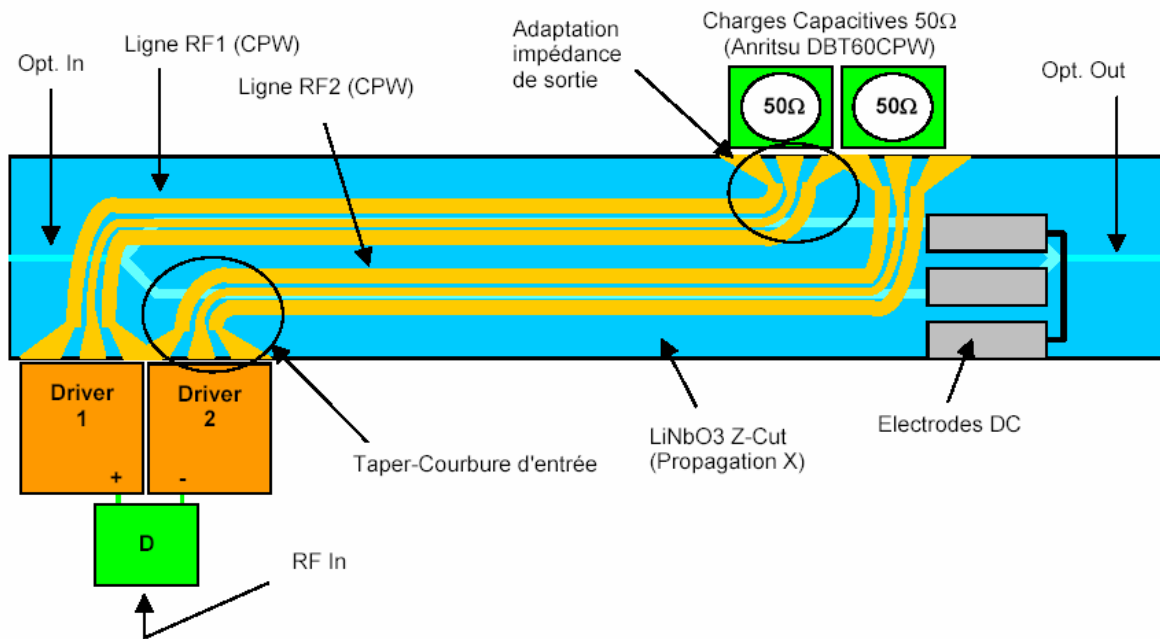 Ligne RF1 (CPW)
Opt. In
Ligne RF2 (CPW)
Adaptation
impédance
de sortie
Charges Capacitives 50Ω
(Anritsu DBT60CPW)
Opt. Out
50Ω
50Ω
Driver
1
+
Driver
2
-
D
RF In
Taper-Courbure d'entrée
LiNbO3 Z-Cut
(Propagation X)
Electrodes DC